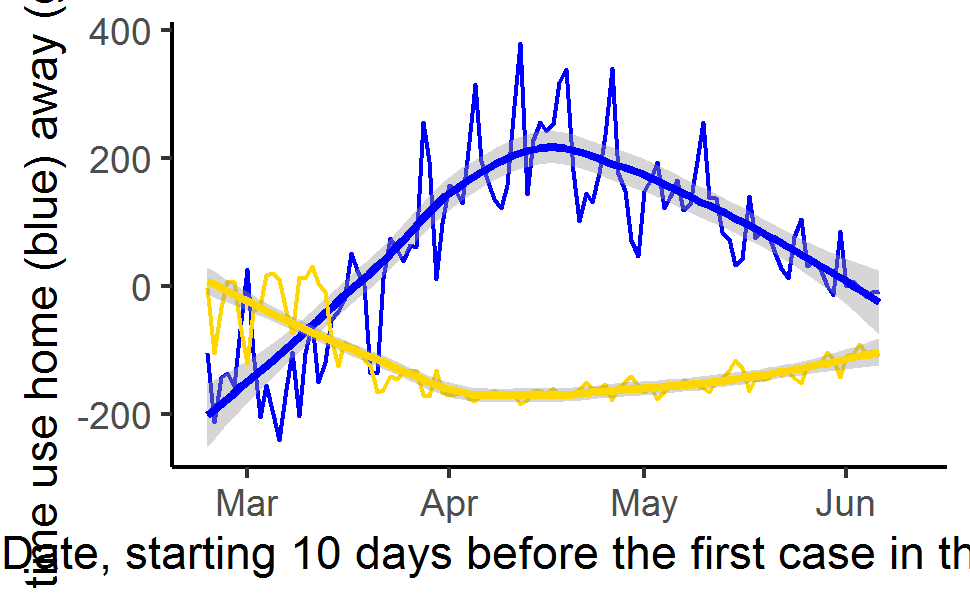 time use home (blue) away (g
400
200
0
-200
Mar Apr May Jun
Date, starting 10 days before the first case in th